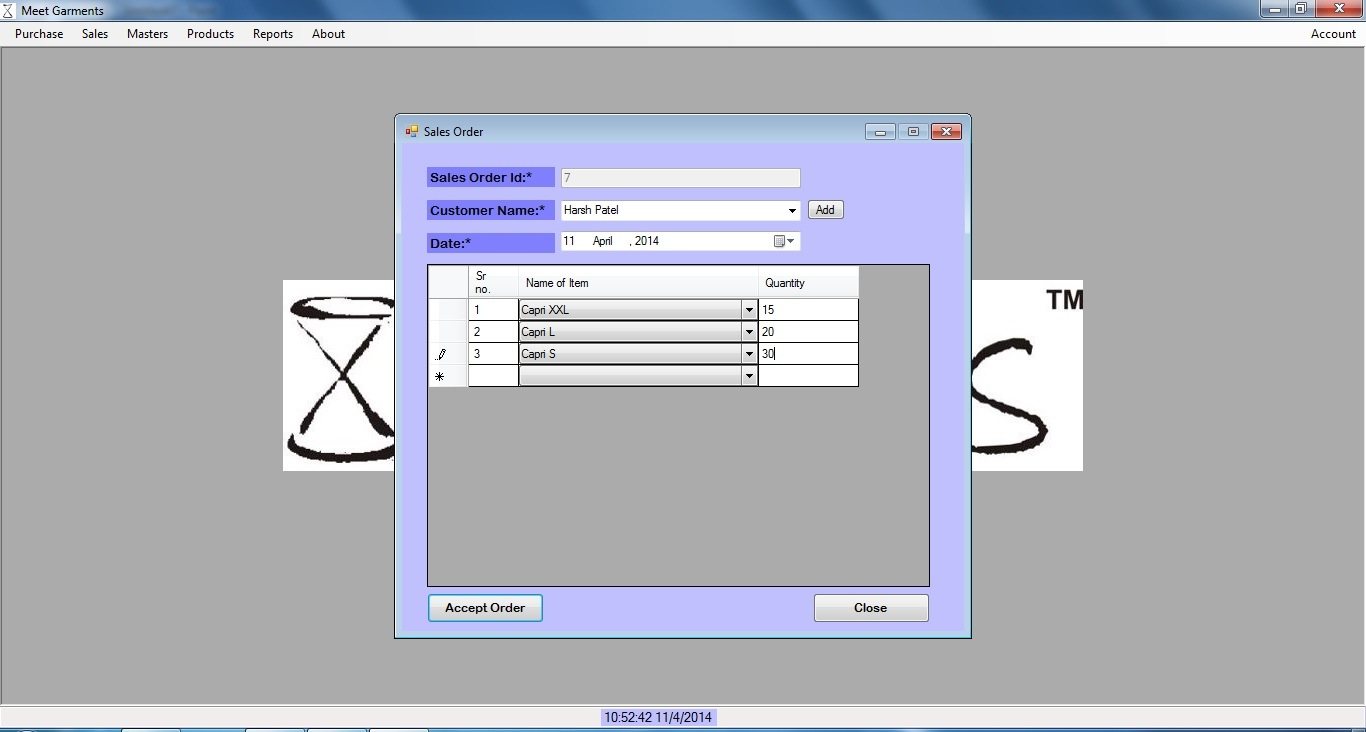 Meet Garments
Purchase Sales Masters Products Reports About Account
Sales Order
Sales Order Id:* 7
Customer Name:* Harsh Patel Add
Date:* 11 April , 2014
Sr no. Name of Item Quantity
1 Capri XXL 15
2 Capri L 20
3 Capri S 30
TM
S
Accept Order Close
10:52:42 11/4/2014